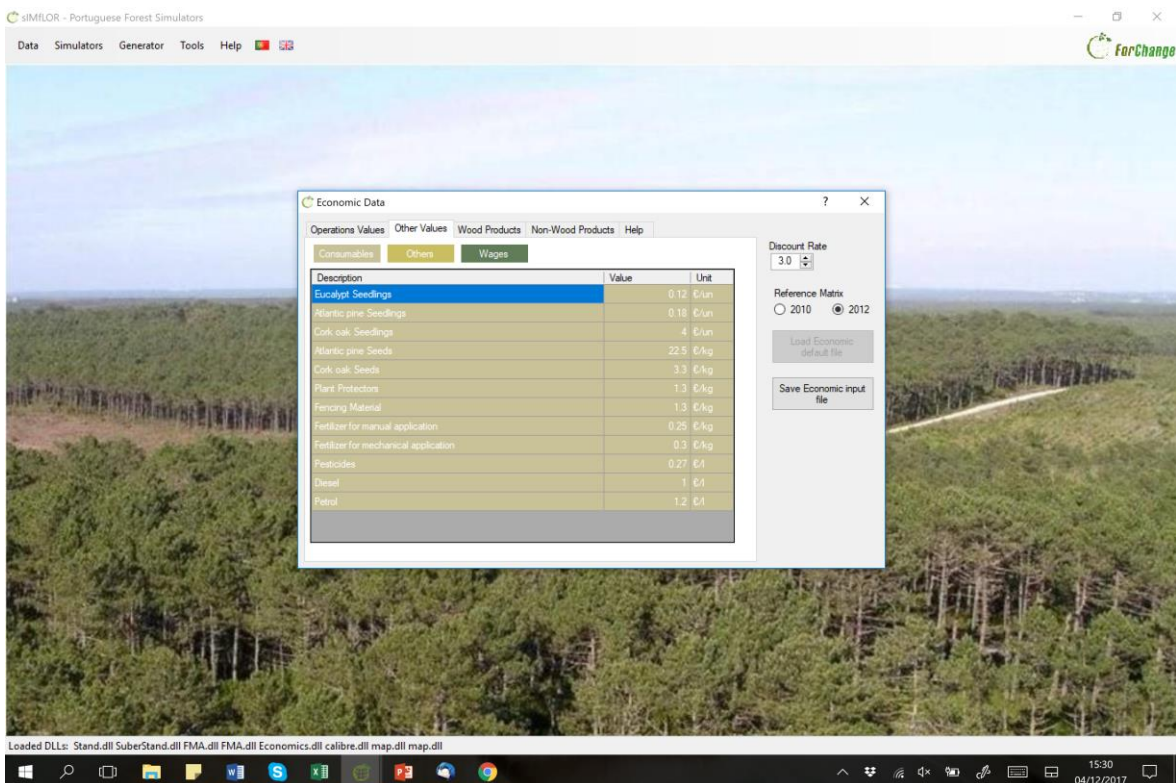 sIMfLOR - Portuguese Forest Simulators
Data Simulators Generator Tools Help
ForChange
Economic Data ?
Operations Values Other Values Wood Products Non-Wood Products Help
Consumables Others Wages
Description Value Unit
Eucalypt Seedlings 0.12 €/un
Atlantic pine Seedlings 0.18 €/un
Cork oak Seedlings 4 €/un
Atlantic pine Seeds 22.5 €/kg
Cork oak Seeds 3.3 €/kg
Plant Protectors 1.3 €/kg
Fencing Material 1.3 €/kg
Fertilizer for manual application 0.25 €/kg
Fertilizer for mechanical application 0.3 €/kg
Pesticides 0.27 €/l
Diesel 1 €/l
Petrol 1.2 €/l
Discount Rate
3.0
Reference Matrix
2010 2012
Load Economic
default file
Save Economic input
file
Loaded DLLs: Stand.dll SuberStand.dll FMA.dll FMA.dll Economics.dll calibre.dll map.dll map.dll
15:30
04/12/2017